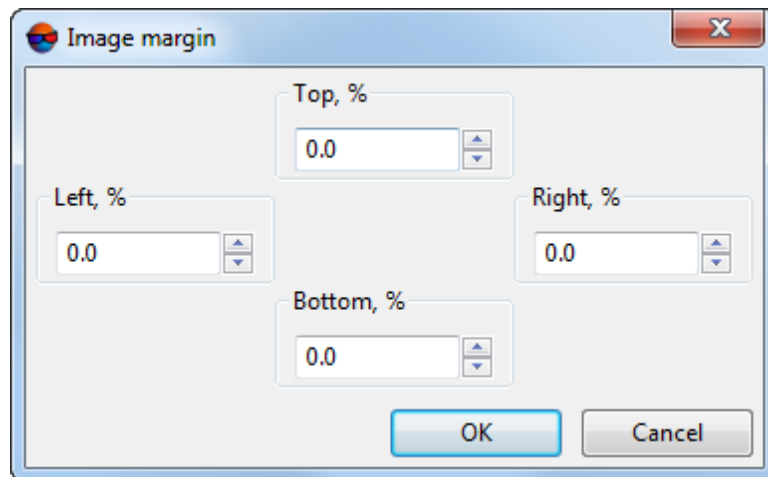 Image margin
Top, %
0.0
Left, %
Right, %
0.0
0.0
Bottom, %
0.0
OK
Cancel